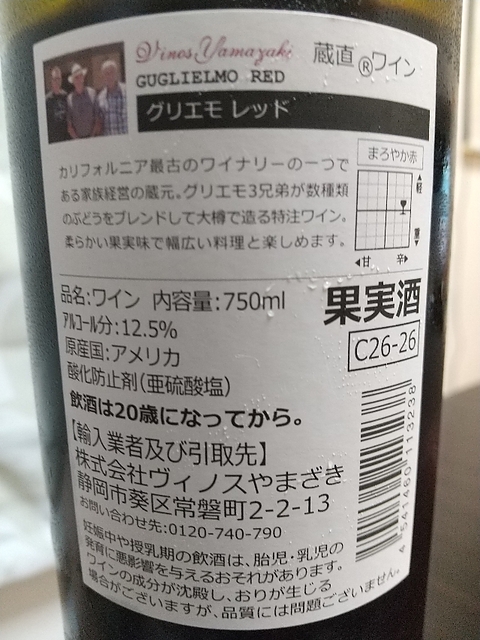 Vinos Yamazaki 蔵直®ワイン
GUGLIELMO RED
グリエモ レッド
カリフォルニア最古のワイナリーの一つで
ある家族経営の蔵元。グリエモ3兄弟が数種類
のぶどうをブレンドして大樽で造る特注ワイン。
柔らかい果実味で幅広い料理と楽しめます。
まろやか赤
▲軽
重▼
◀甘 辛▶
品名:ワイン 内容量:750ml
アルコール分:12.5%
原産国:アメリカ
酸化防止剤(亜硫酸塩)
果実酒
C26-26
飲酒は20歳になってから。
【輸入業者及び引取先】
株式会社ヴィノスやまざき
静岡市葵区常磐町2-2-13
お問い合わせ先:0120-740-790
妊娠中や授乳期の飲酒は、胎児・乳児の
発育に悪影響を与えるおそれがあります。
ワインの成分が沈殿し、おりが生じる
場合がございますが、品質には問題ございません。
4 541460 113238